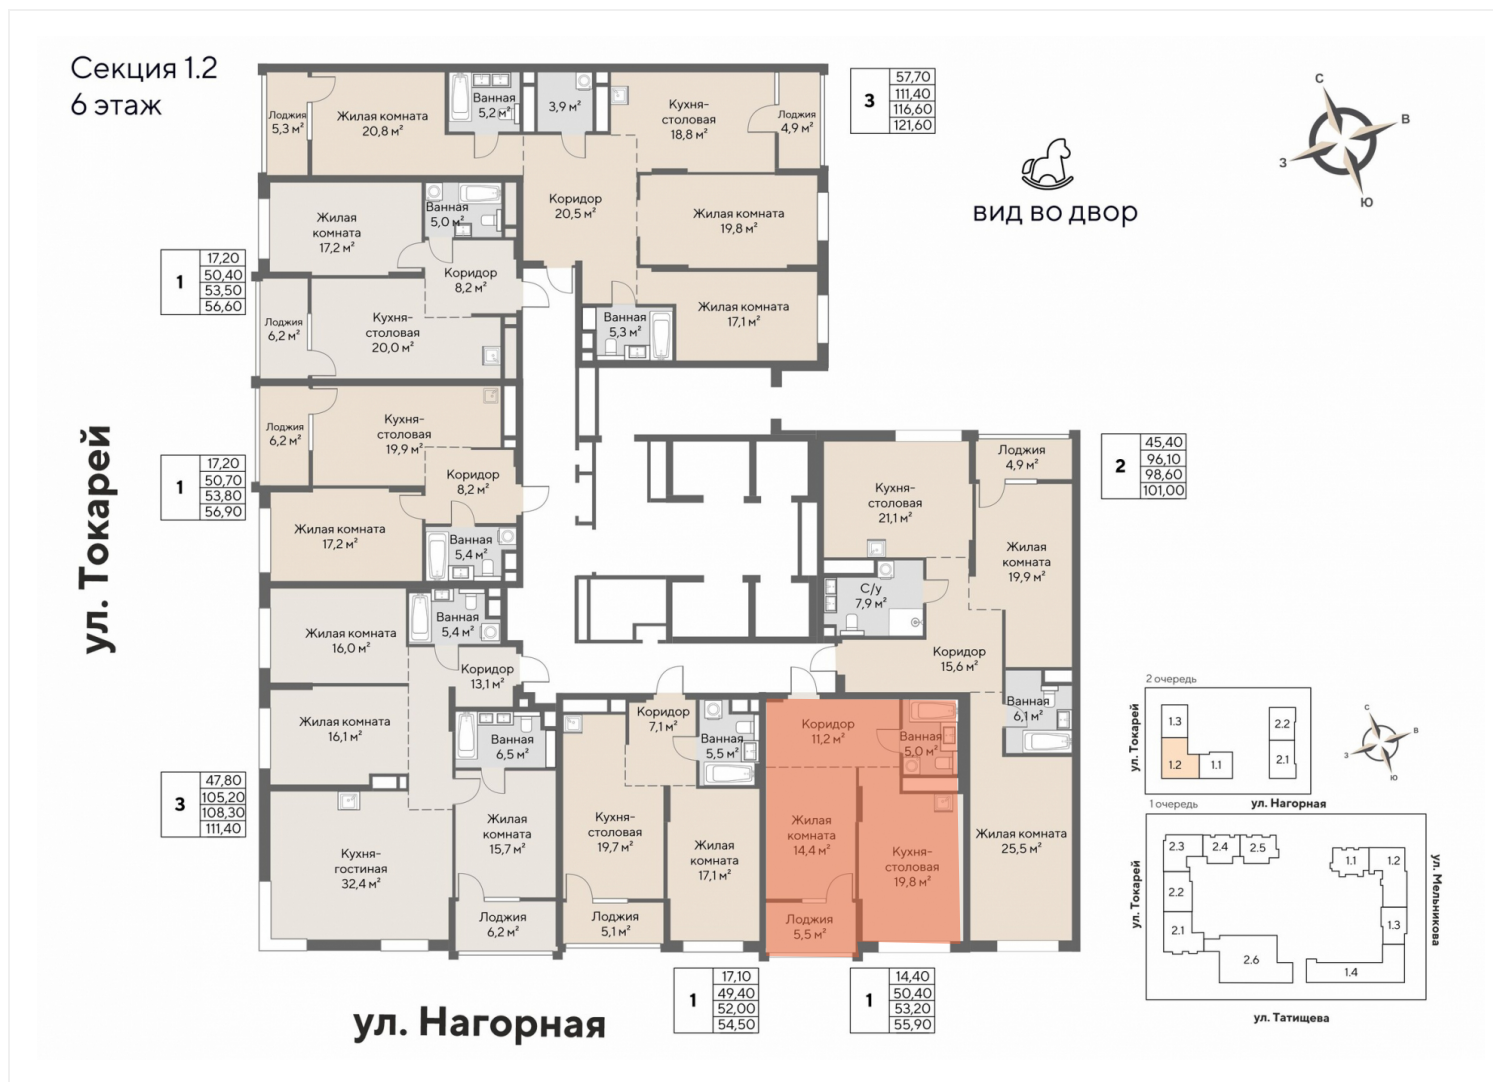 Секция 1.2
6 этаж
Лоджия
5,3 м²
Жилая комната
20,8 м²
Ванная
5,2 м²
3,9 м²
Кухня-
столовая
18,8 м²
Лоджия
4,9 м²
3
57,70
111,40
116,60
121,60
С
В
З
Ю
вид во двор
Жилая
комната
17,2 м²
Ванная
5,0 м²
Коридор
20,5 м²
Жилая комната
19,8 м²
1
17,20
50,40
53,50
56,60
Коридор
8,2 м²
Лоджия
6,2 м²
Кухня-
столовая
20,0 м²
Ванная
5,3 м²
Жилая комната
17,1 м²
ул. Токарей
Лоджия
6,2 м²
Кухня-
столовая
19,9 м²
1
17,20
50,70
53,80
56,90
Коридор
8,2 м²
Жилая комната
17,2 м²
Ванная
5,4 м²
Кухня-
столовая
21,1 м²
Лоджия
4,9 м²
2
45,40
96,10
98,60
101,00
Жилая
комната
19,9 м²
С/у
7,9 м²
Коридор
15,6 м²
Ванная
6,1 м²
Жилая комната
25,5 м²
Жилая комната
16,0 м²
Ванная
5,4 м²
Коридор
13,1 м²
Жилая комната
16,1 м²
Ванная
6,5 м²
3
47,80
105,20
108,30
111,40
Кухня-
гостиная
32,4 м²
Жилая
комната
15,7 м²
Лоджия
6,2 м²
Коридор
7,1 м²
Ванная
5,5 м²
Кухня-
столовая
19,7 м²
Жилая
комната
17,1 м²
Лоджия
5,1 м²
Коридор
11,2 м²
Ванная
5,0 м²
Жилая
комната
14,4 м²
Кухня-
столовая
19,8 м²
Лоджия
5,5 м²
1
17,10
49,40
52,00
54,50
1
14,40
50,40
53,20
55,90
ул. Нагорная
2 очередь
ул. Токарей
1.3
1.2
1.1
2.2
2.1
ул. Нагорная
С
В
З
Ю
1 очередь
ул. Токарей
2.3
2.4
2.5
2.2
2.1
2.6
1.1
1.2
1.3
1.4
ул. Мельникова
ул. Татищева